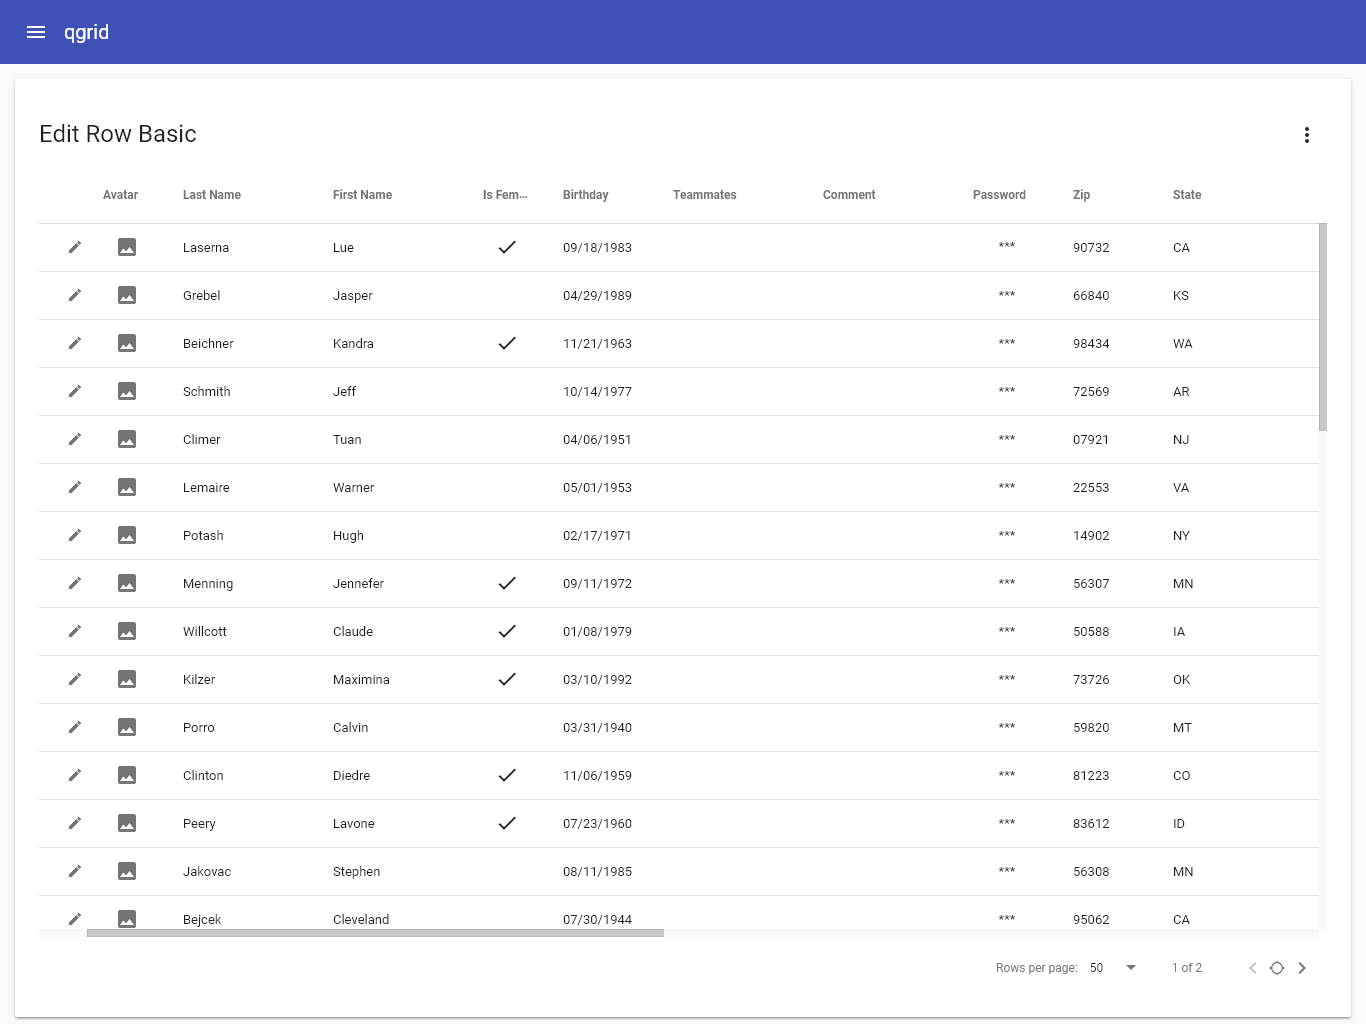 qgrid
Edit Row Basic
Avatar Last Name First Name Is Fem... Birthday Teammates Comment Password Zip State
Laserna Lue 09/18/1983 *** 90732 CA
Grebel Jasper 04/29/1989 *** 66840 KS
Beichner Kandra 11/21/1963 *** 98434 WA
Schmith Jeff 10/14/1977 *** 72569 AR
Climer Tuan 04/06/1951 *** 07921 NJ
Lemaire Warner 05/01/1953 *** 22553 VA
Potash Hugh 02/17/1971 *** 14902 NY
Menning Jennefer 09/11/1972 *** 56307 MN
Willcott Claude 01/08/1979 *** 50588 IA
Kilzer Maximina 03/10/1992 *** 73726 OK
Porro Calvin 03/31/1940 *** 59820 MT
Clinton Diedre 11/06/1959 *** 81223 CO
Peery Lavone 07/23/1960 *** 83612 ID
Jakovac Stephen 08/11/1985 *** 56308 MN
Bejcek Cleveland 07/30/1944 *** 95062 CA
Rows per page: 50 1 of 2